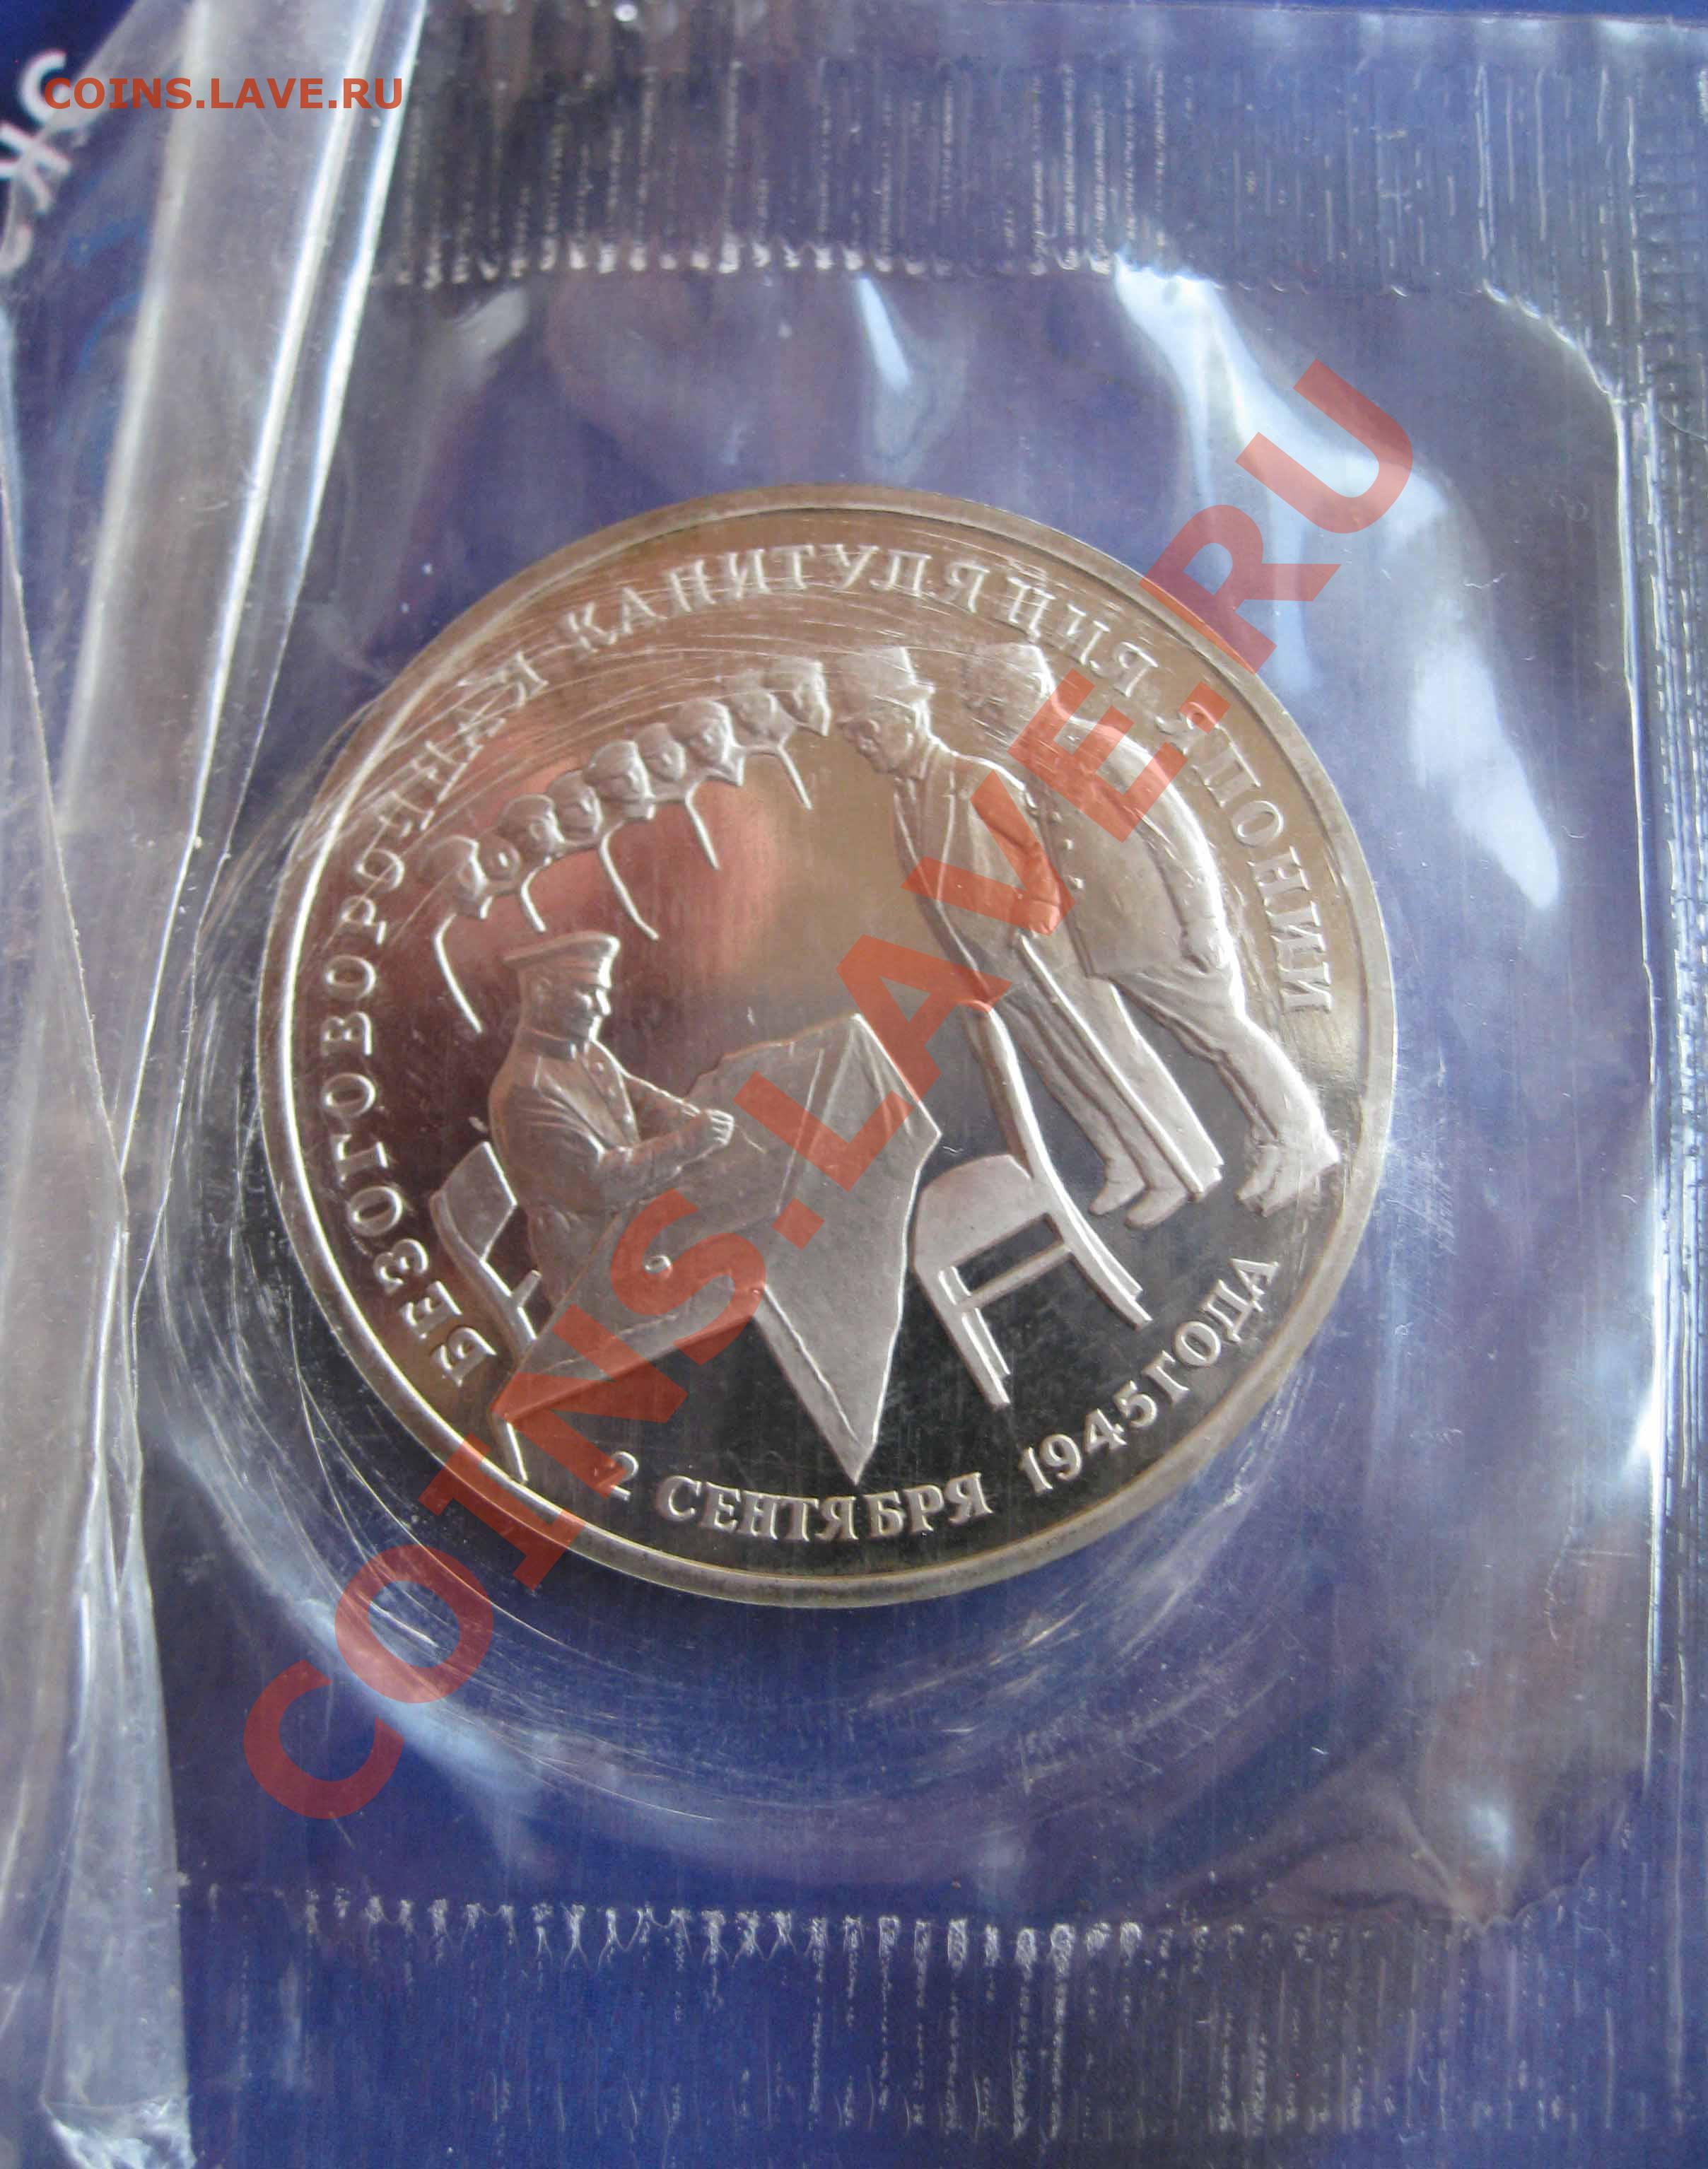 COINS.LAVE.RU
БЕЗОГОВОРОЧНАЯ КАПИТУЛЯЦИЯ ЯПОНИИ
2 СЕНТЯБРЯ 1945 ГОДА
COINS.LAVE.RU